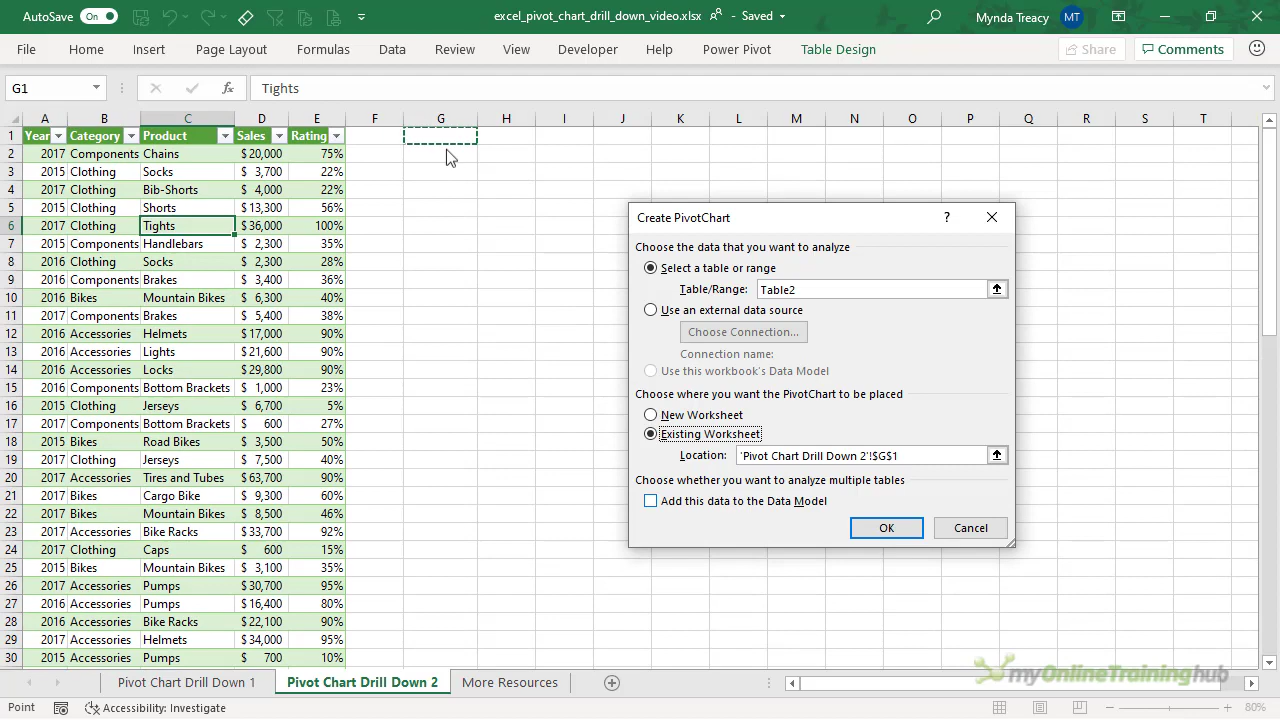 AutoSave On excel_pivot_chart_drill_down_video.xlsx - Saved Mynda Treacy MT
File Home Insert Page Layout Formulas Data Review View Developer Help Power Pivot Table Design Share Comments
G1 fx Tights
A B C D E F G H I J K L M N O P Q R S T
1 Year Category Product Sales Rating
2 2017 Components Chains $ 20,000 75%
3 2015 Clothing Socks $ 3,700 22%
4 2017 Clothing Bib-Shorts $ 4,000 22%
5 2015 Clothing Shorts $ 13,300 56%
6 2017 Clothing Tights $ 36,000 100%
7 2015 Components Handlebars $ 2,300 35%
8 2016 Clothing Socks $ 2,300 28%
9 2016 Components Brakes $ 3,400 36%
10 2016 Bikes Mountain Bikes $ 6,300 40%
11 2017 Components Brakes $ 5,400 38%
12 2016 Accessories Helmets $ 17,000 90%
13 2016 Accessories Lights $ 21,600 90%
14 2016 Accessories Locks $ 29,800 90%
15 2016 Components Bottom Brackets $ 1,000 23%
16 2015 Clothing Jerseys $ 6,700 5%
17 2017 Components Bottom Brackets $ 600 27%
18 2015 Bikes Road Bikes $ 3,500 50%
19 2017 Clothing Jerseys $ 7,500 40%
20 2017 Accessories Tires and Tubes $ 63,700 90%
21 2017 Bikes Cargo Bike $ 9,300 60%
22 2017 Bikes Mountain Bikes $ 8,500 46%
23 2017 Accessories Bike Racks $ 33,700 92%
24 2017 Clothing Caps $ 600 15%
25 2015 Bikes Mountain Bikes $ 3,100 35%
26 2017 Accessories Pumps $ 30,700 95%
27 2016 Accessories Pumps $ 16,400 80%
28 2016 Accessories Bike Racks $ 22,100 90%
29 2017 Accessories Helmets $ 34,000 95%
30 2015 Accessories Pumps $ 700 10%
Create PivotChart ?
Choose the data that you want to analyze
Select a table or range
Table/Range: Table2
Use an external data source
Choose Connection...
Connection name:
Use this workbook's Data Model
Choose where you want the PivotChart to be placed
New Worksheet
Existing Worksheet
Location: 'Pivot Chart Drill Down 2'!$G$1
Choose whether you want to analyze multiple tables
Add this data to the Data Model
OK Cancel
myOnlineTraininghub
Pivot Chart Drill Down 1 Pivot Chart Drill Down 2 More Resources
Point Accessibility: Investigate 80%